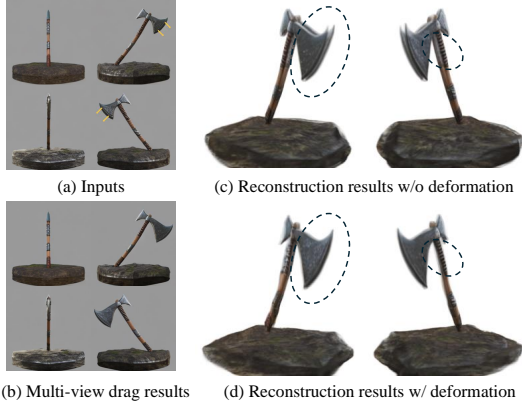 (a) Inputs
(c) Reconstruction results w/o deformation
(b) Multi-view drag results
(d) Reconstruction results w/ deformation